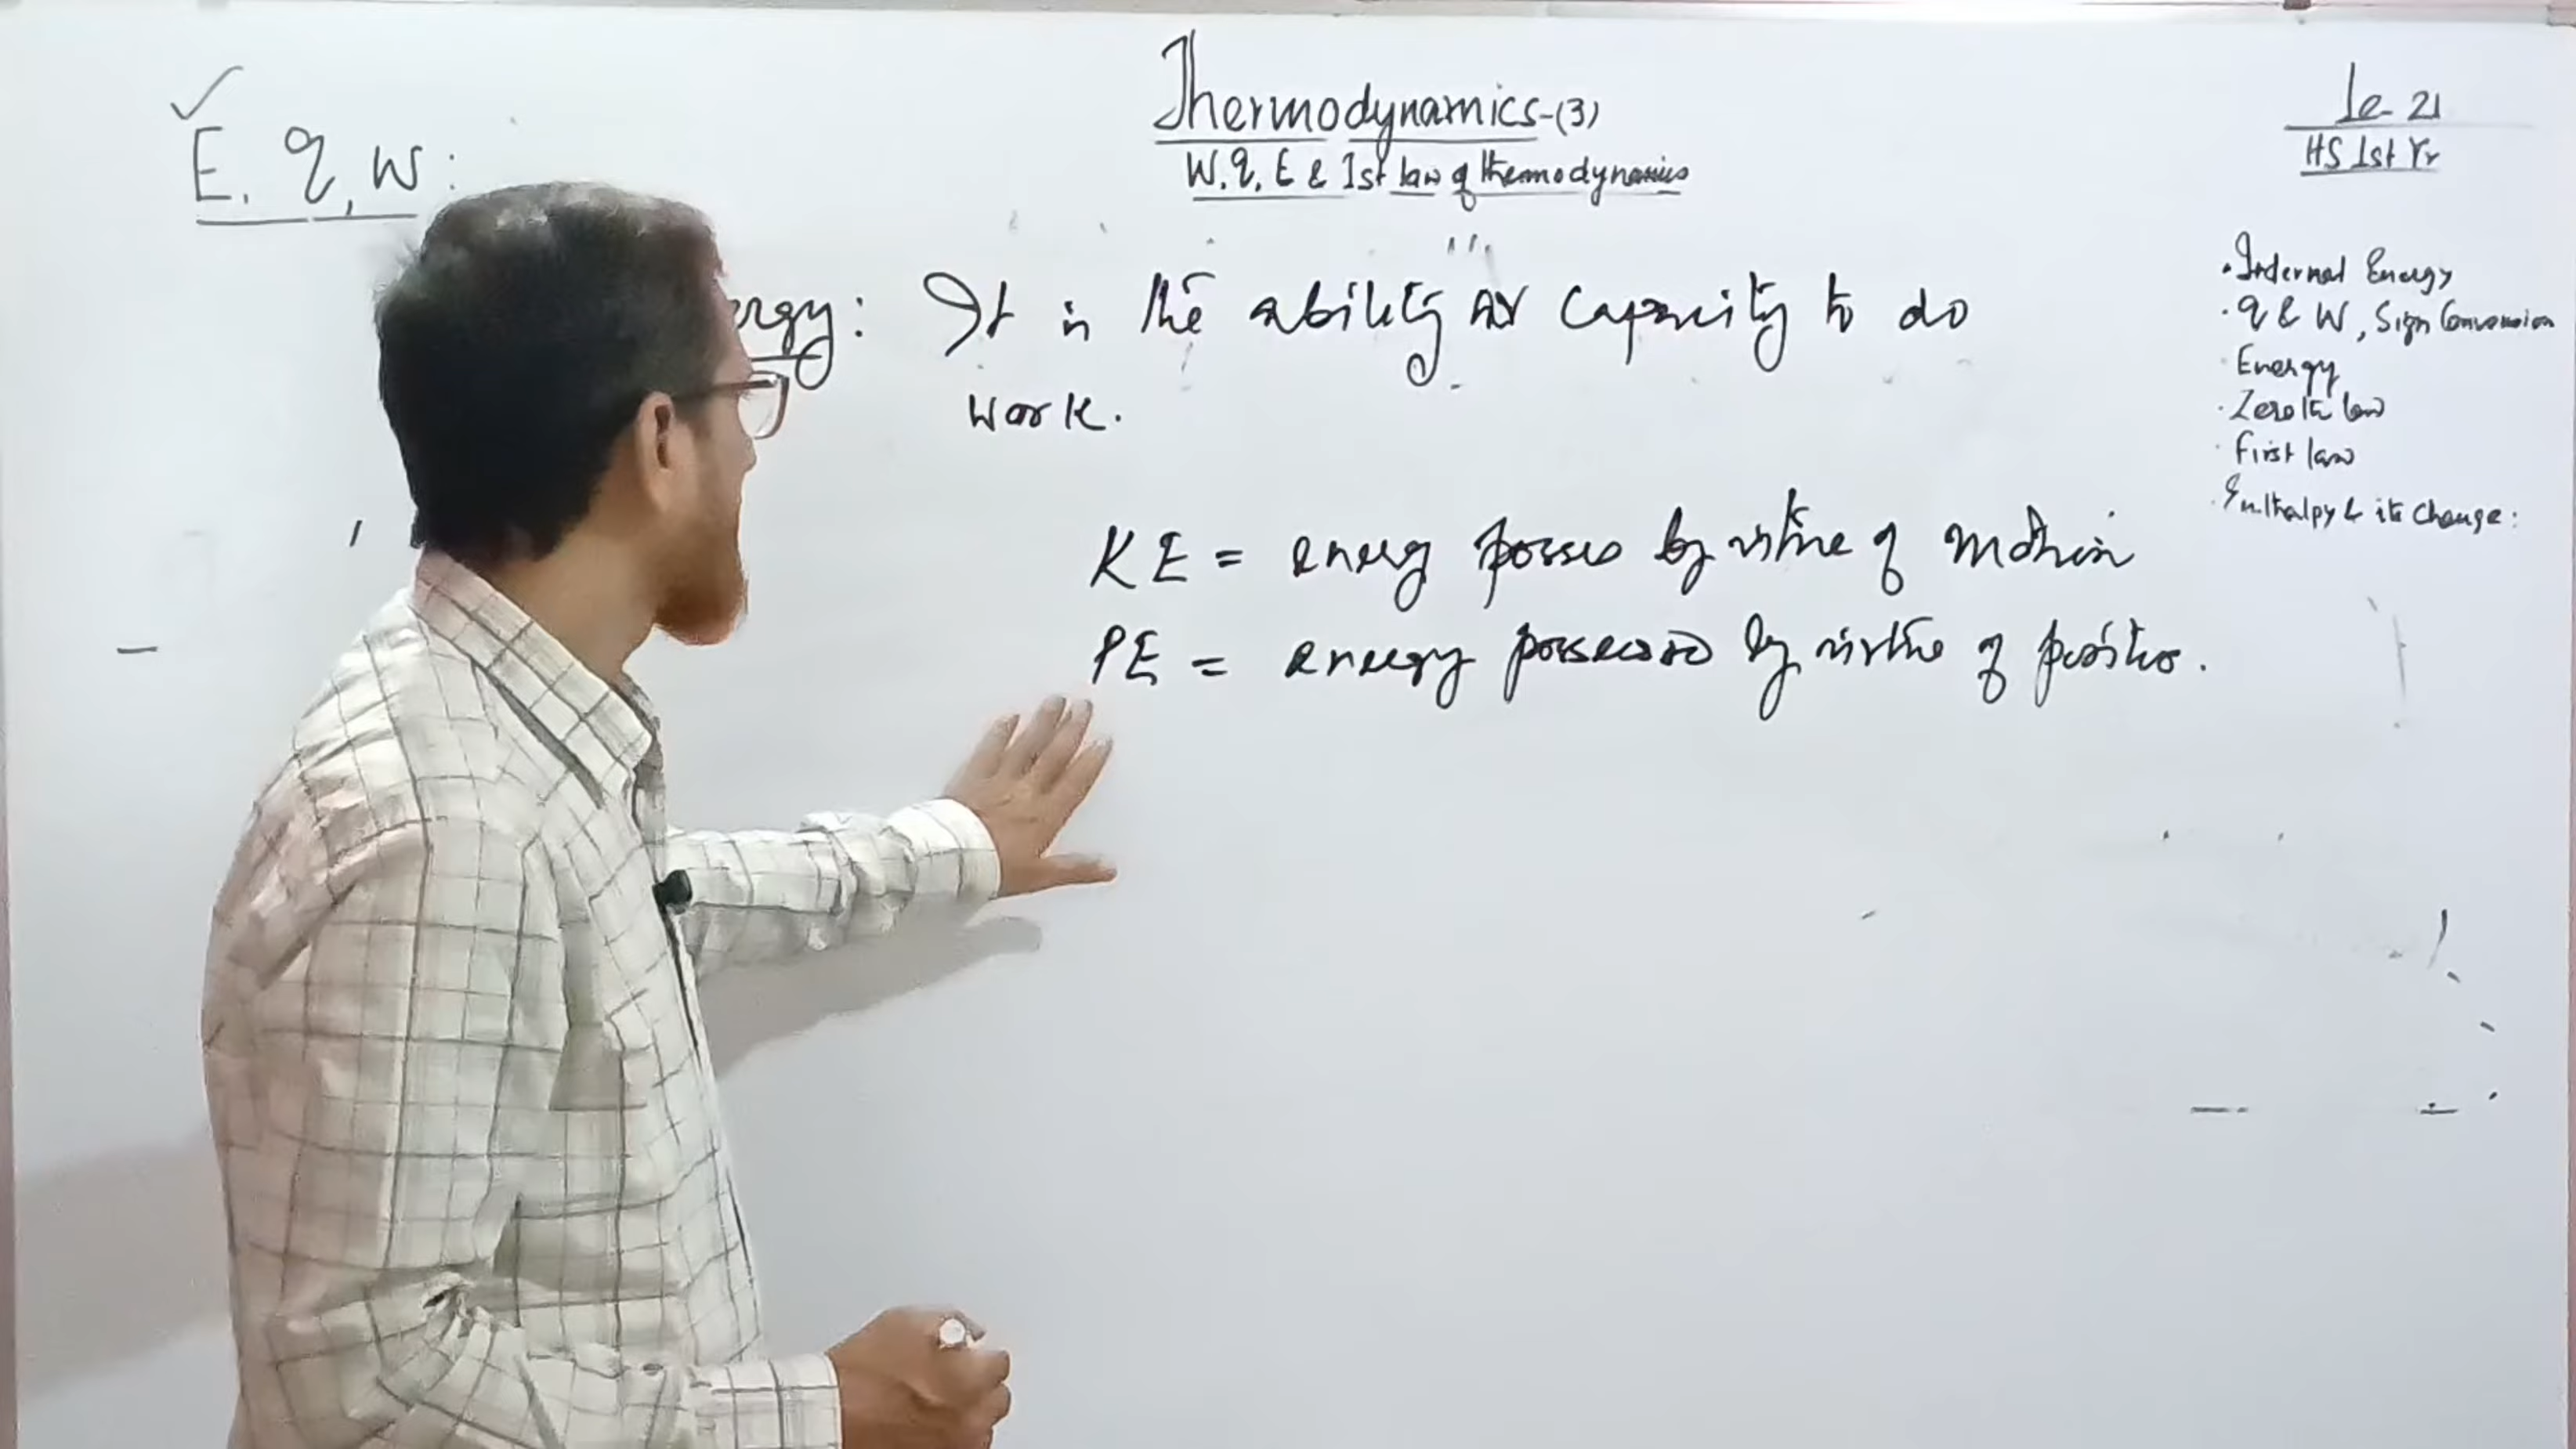 Thermodynamics-(3)
W, q, E & 1st law of thermodynamics
Le- 21
HS 1st Yr
E, q, W:
ergy: It is the ability or capacity to do
work.
KE = energy posses by virtue of motion
PE = energy possessed by virtue of position.
• Internal Energy
• q & W, Sign Convension
• Energy
• Zeroth law
• First law
• Enthalpy & its Change: